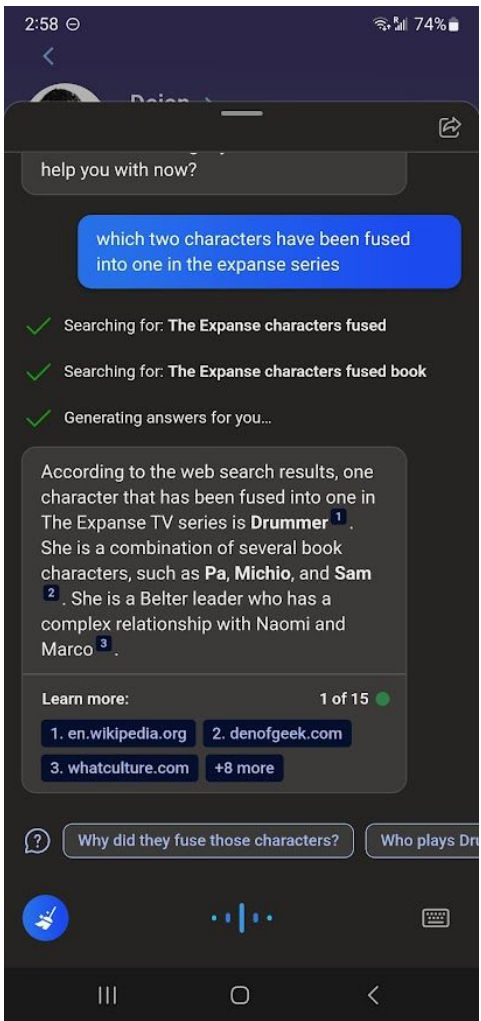 2:58
74%
help you with now?
which two characters have been fused
into one in the expanse series
Searching for: The Expanse characters fused
Searching for: The Expanse characters fused book
Generating answers for you...
According to the web search results, one
character that has been fused into one in
The Expanse TV series is Drummer 1 .
She is a combination of several book
characters, such as Pa, Michio, and Sam
2 . She is a Belter leader who has a
complex relationship with Naomi and
Marco 3 .
Learn more: 1 of 15
1. en.wikipedia.org 2. denofgeek.com
3. whatculture.com +8 more
Why did they fuse those characters? Who plays Dru